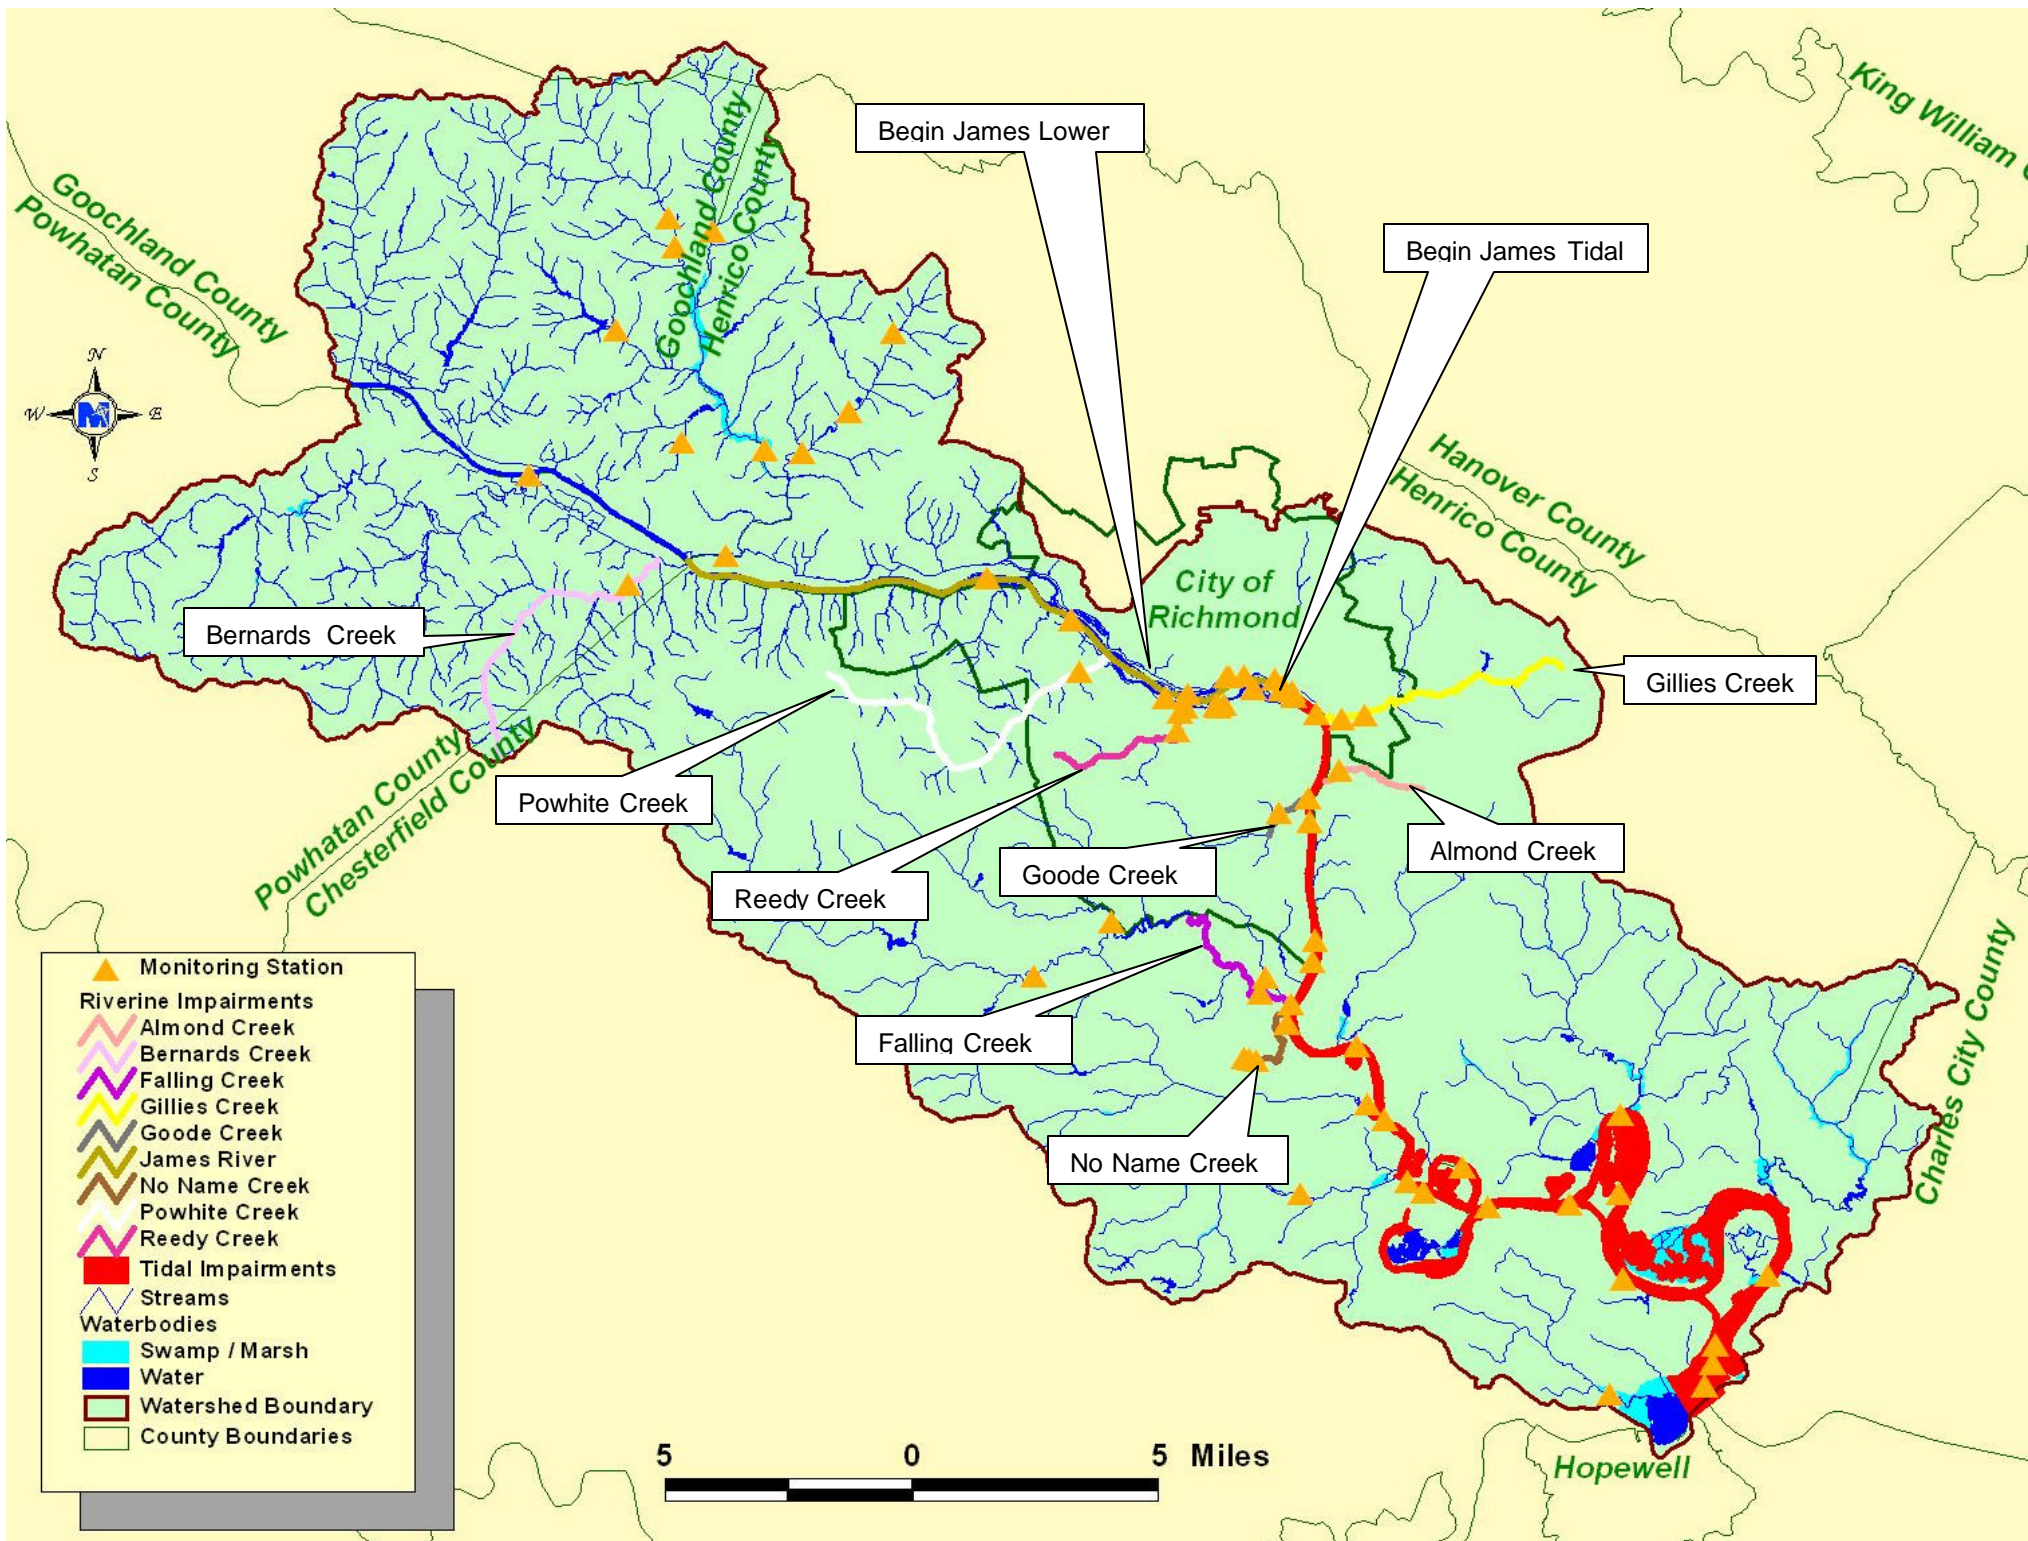 Begin James Lower
Begin James Tidal
King William
Goochland County
Powhatan County
Goochland County
Henrico County
N
W
M
E
S
Hanover County
Henrico County
City of
Richmond
Bernards Creek
Gillies Creek
Powhite Creek
Powhatan County
Chesterfield County
Almond Creek
Goode Creek
Reedy Creek
Falling Creek
No Name Creek
Charles City County
Monitoring Station
Riverine Impairments
Almond Creek
Bernards Creek
Falling Creek
Gillies Creek
Goode Creek
James River
No Name Creek
Powhite Creek
Reedy Creek
Tidal Impairments
Streams
Waterbodies
Swamp / Marsh
Water
Watershed Boundary
County Boundaries
5 0 5 Miles
Hopewell